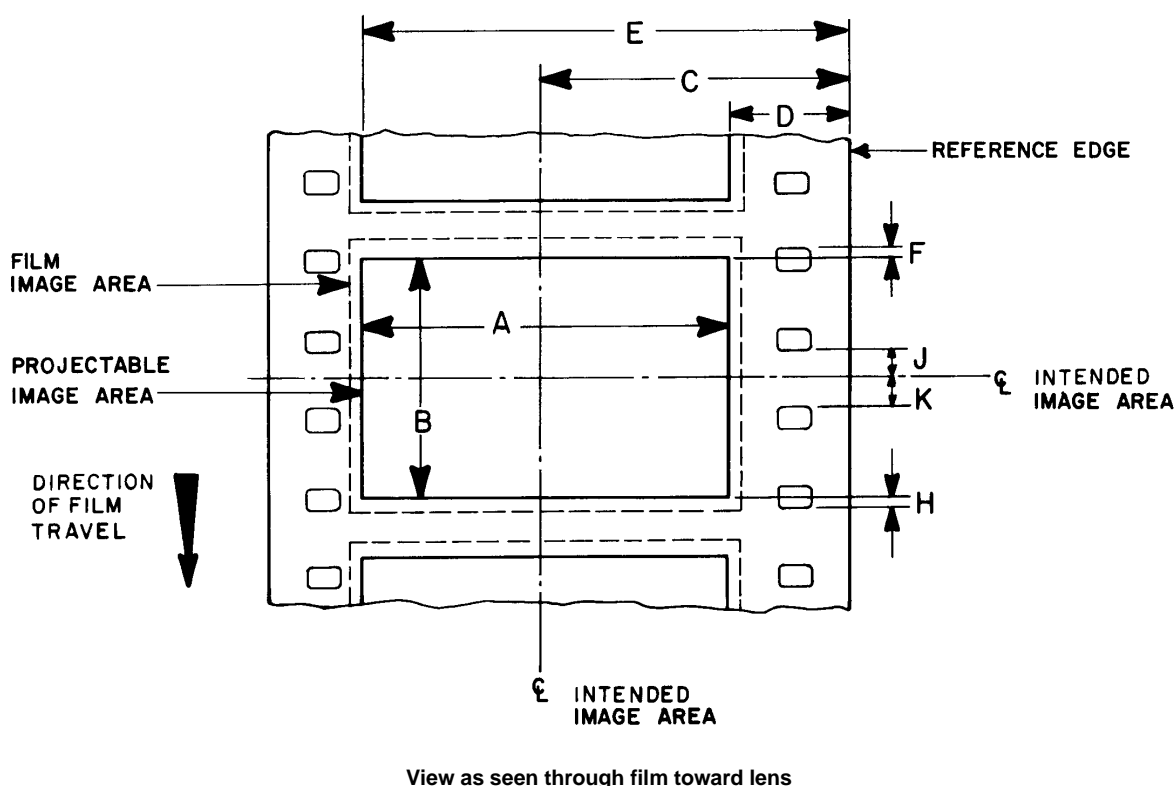 E
C
D
REFERENCE EDGE
F
FILM
IMAGE AREA
A
J
PROJECTABLE
IMAGE AREA
℄ INTENDED
IMAGE AREA
K
B
DIRECTION
OF FILM
TRAVEL
H
℄ INTENDED
IMAGE AREA
View as seen through film toward lens